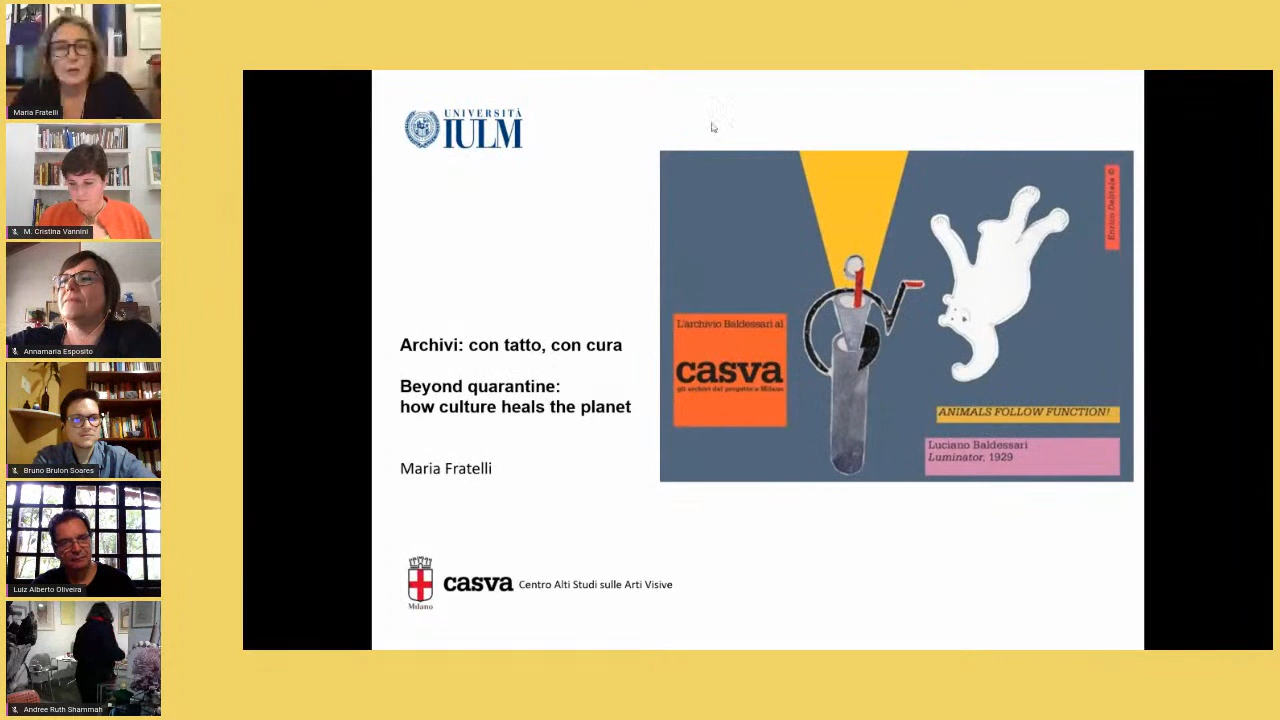 Maria Fratelli
M. Cristina Vannini
Annamaria Esposito
Bruno Brulon Soares
Luiz Alberto Oliveira
Andree Ruth Shammah
UNIVERSITÀ
IULM
Archivi: con tatto, con cura
Beyond quarantine:
how culture heals the planet
Maria Fratelli
L'archivio Baldessari al
casva
gli archivi del progetto a Milano
ANIMALS FOLLOW FUNCTION!
Luciano Baldessari
Luminator, 1929
Milano
casva Centro Alti Studi sulle Arti Visive